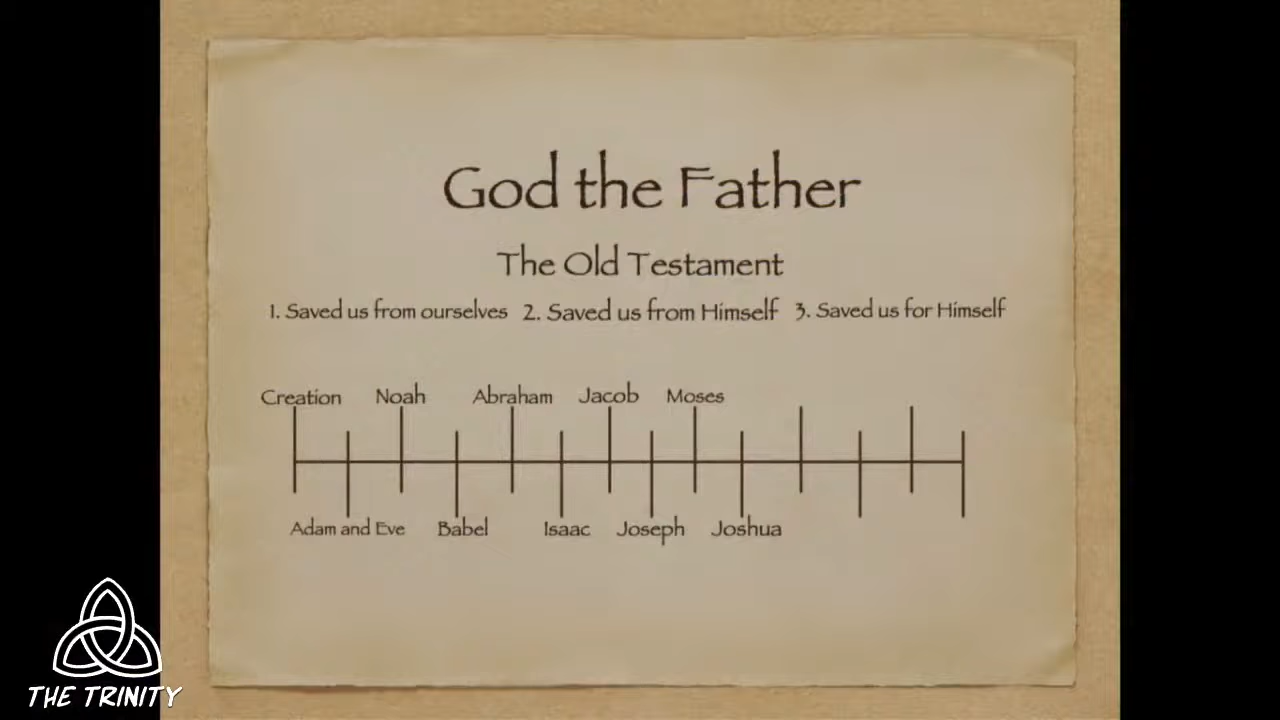 God the Father
The Old Testament
1. Saved us from ourselves 2. Saved us from Himself 3. Saved us for Himself
Creation Noah Abraham Jacob Moses
Adam and Eve Babel Isaac Joseph Joshua
THE TRINITY